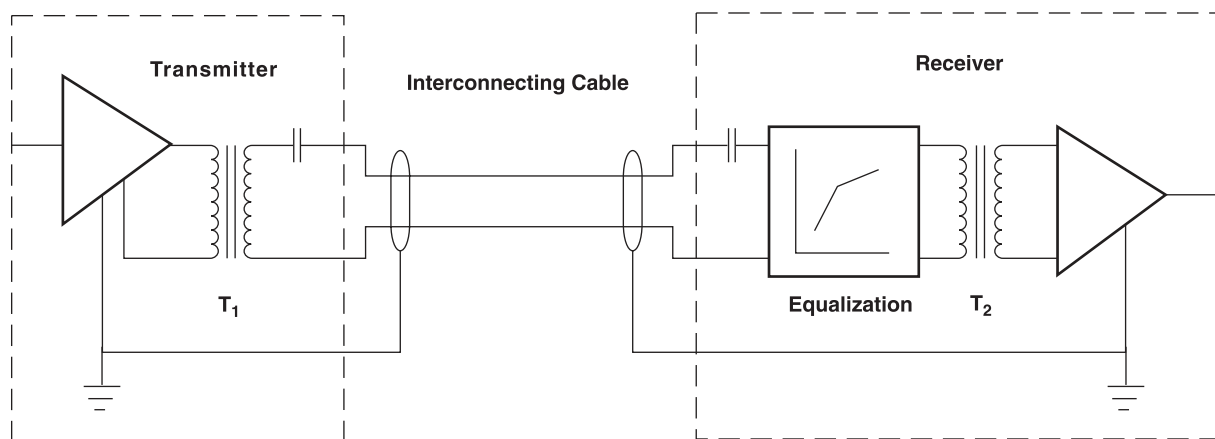 Transmitter
Interconnecting Cable
Receiver
T1
Equalization
T2